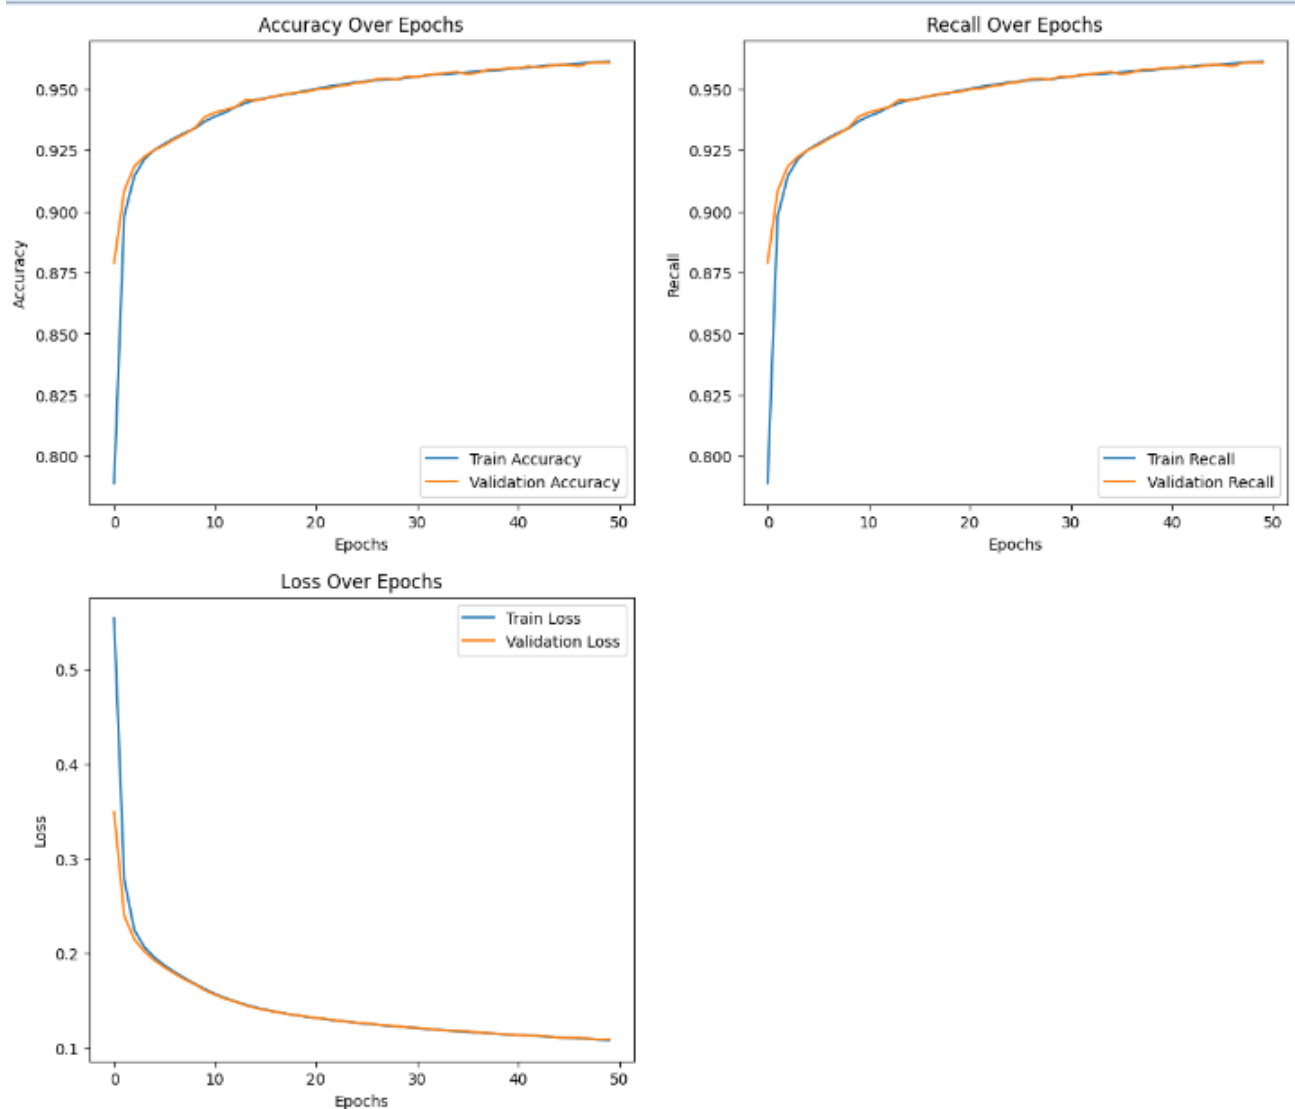 Accuracy Over Epochs
0.950
0.925
0.900
0.875
0.850
0.825
0.800
Accuracy
Train Accuracy
Validation Accuracy
0 10 20 30 40 50
Epochs
Recall Over Epochs
0.950
0.925
0.900
0.875
0.850
0.825
0.800
Recall
Train Recall
Validation Recall
0 10 20 30 40 50
Epochs
Loss Over Epochs
Train Loss
Validation Loss
0.5
0.4
0.3
0.2
0.1
Loss
0 10 20 30 40 50
Epochs